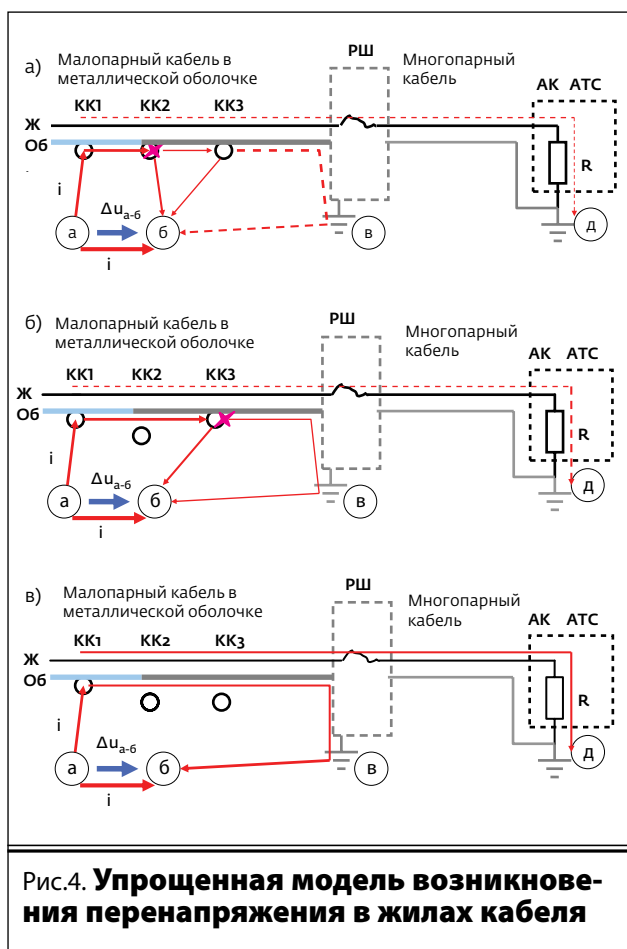 а) Малопарный кабель в металлической оболочке
РШ
Многопарный кабель
АК АТС
КК1 КК2 КК3
Ж
Об
R
i
а
Δuа-б
б
в
д
i
б) Малопарный кабель в металлической оболочке
РШ
Многопарный кабель
АК АТС
КК1 КК2 КК3
Ж
Об
R
i
а
Δuа-б
б
в
д
i
в) Малопарный кабель в металлической оболочке
РШ
Многопарный кабель
АК АТС
КК1 КК2 КК3
Ж
Об
R
i
а
Δuа-б
б
в
д
i
Рис.4. Упрощенная модель возникнове-
ния перенапряжения в жилах кабеля